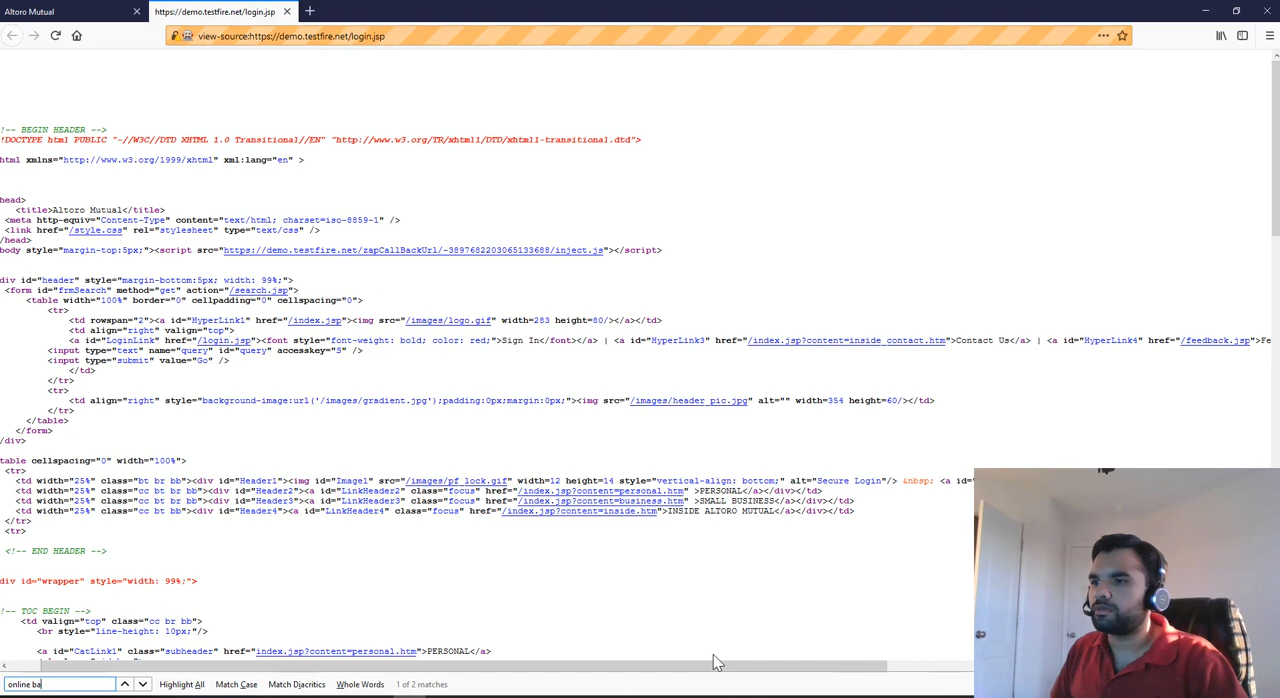 Altoro Mutual
https://demo.testfire.net/login.jsp
view-source:https://demo.testfire.net/login.jsp
!-- BEGIN HEADER -->
!DOCTYPE html PUBLIC "-//W3C//DTD XHTML 1.0 Transitional//EN" "http://www.w3.org/TR/xhtml1/DTD/xhtml1-transitional.dtd">
html xmlns="http://www.w3.org/1999/xhtml" xml:lang="en" >
head>
<title>Altoro Mutual</title>
<meta http-equiv="Content-Type" content="text/html; charset=iso-8859-1" />
<link href="/style.css" rel="stylesheet" type="text/css" />
/head>
body style="margin-top:5px;"><script src="https://demo.testfire.net/zapCallBackUrl/-3897682203065133688/inject.js"></script>
div id="header" style="margin-bottom:5px; width: 99%;">
<form id="frmSearch" method="get" action="/search.jsp">
<table width="100%" border="0" cellpadding="0" cellspacing="0">
<tr>
<td rowspan="2"><a id="HyperLink1" href="/index.jsp"><img src="/images/logo.gif" width=283 height=80/></a></td>
<td align="right" valign="top">
<a id="LoginLink" href="/login.jsp"><font style="font-weight: bold; color: red;">Sign In</font></a> | <a id="HyperLink3" href="/index.jsp?content=inside_contact.htm">Contact Us</a> | <a id="HyperLink4" href="/feedback.jsp">Fe
<input type="text" name="query" id="query" accesskey="S" />
<input type="submit" value="Go" />
</td>
</tr>
<tr>
<td align="right" style="background-image:url('/images/gradient.jpg');padding:0px;margin:0px;"><img src="/images/header_pic.jpg" alt="" width=354 height=60/></td>
</tr>
</table>
</form>
/div>
table cellspacing="0" width="100%">
<tr>
<td width="25%" class="bt br bb"><div id="Header1"><img id="Image1" src="/images/pf_lock.gif" width=12 height=14 style="vertical-align: bottom;" alt="Secure Login"/> &nbsp; <a id=
<td width="25%" class="cc bt br bb"><div id="Header2"><a id="LinkHeader2" class="focus" href="/index.jsp?content=personal.htm" >PERSONAL</a></div></td>
<td width="25%" class="cc bt br bb"><div id="Header3"><a id="LinkHeader3" class="focus" href="/index.jsp?content=business.htm" >SMALL BUSINESS</a></div></td>
<td width="25%" class="cc bt bb"><div id="Header4"><a id="LinkHeader4" class="focus" href="/index.jsp?content=inside.htm">INSIDE ALTORO MUTUAL</a></div></td>
</tr>
<tr>
<!-- END HEADER -->
div id="wrapper" style="width: 99%;">
!-- TOC BEGIN -->
<td valign="top" class="cc br bb">
<br style="line-height: 10px;"/>
<a id="CatLink1" class="subheader" href="index.jsp?content=personal.htm">PERSONAL</a>
online ba
Highlight All
Match Case
Match Diacritics
Whole Words
1 of 2 matches